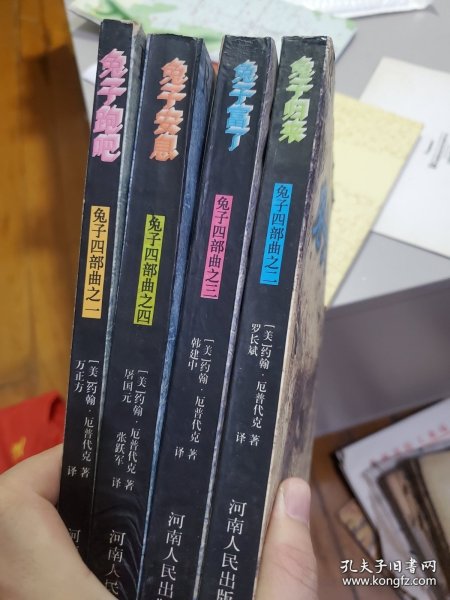 兔子跑吧
兔子四部曲之一
[美]约翰·厄普代克 著
万正方 译
河南人民
兔子安息
兔子四部曲之四
[美]约翰·厄普代克 著
屠国元 张跃军 译
河南人民
兔子富了
兔子四部曲之三
[美]约翰·厄普代克 著
韩建中 译
河南人民出版
兔子归来
兔子四部曲之二
[美]约翰·厄普代克 著
罗长斌 译
河南人民出版
孔夫子旧书网
www.kongfz.com